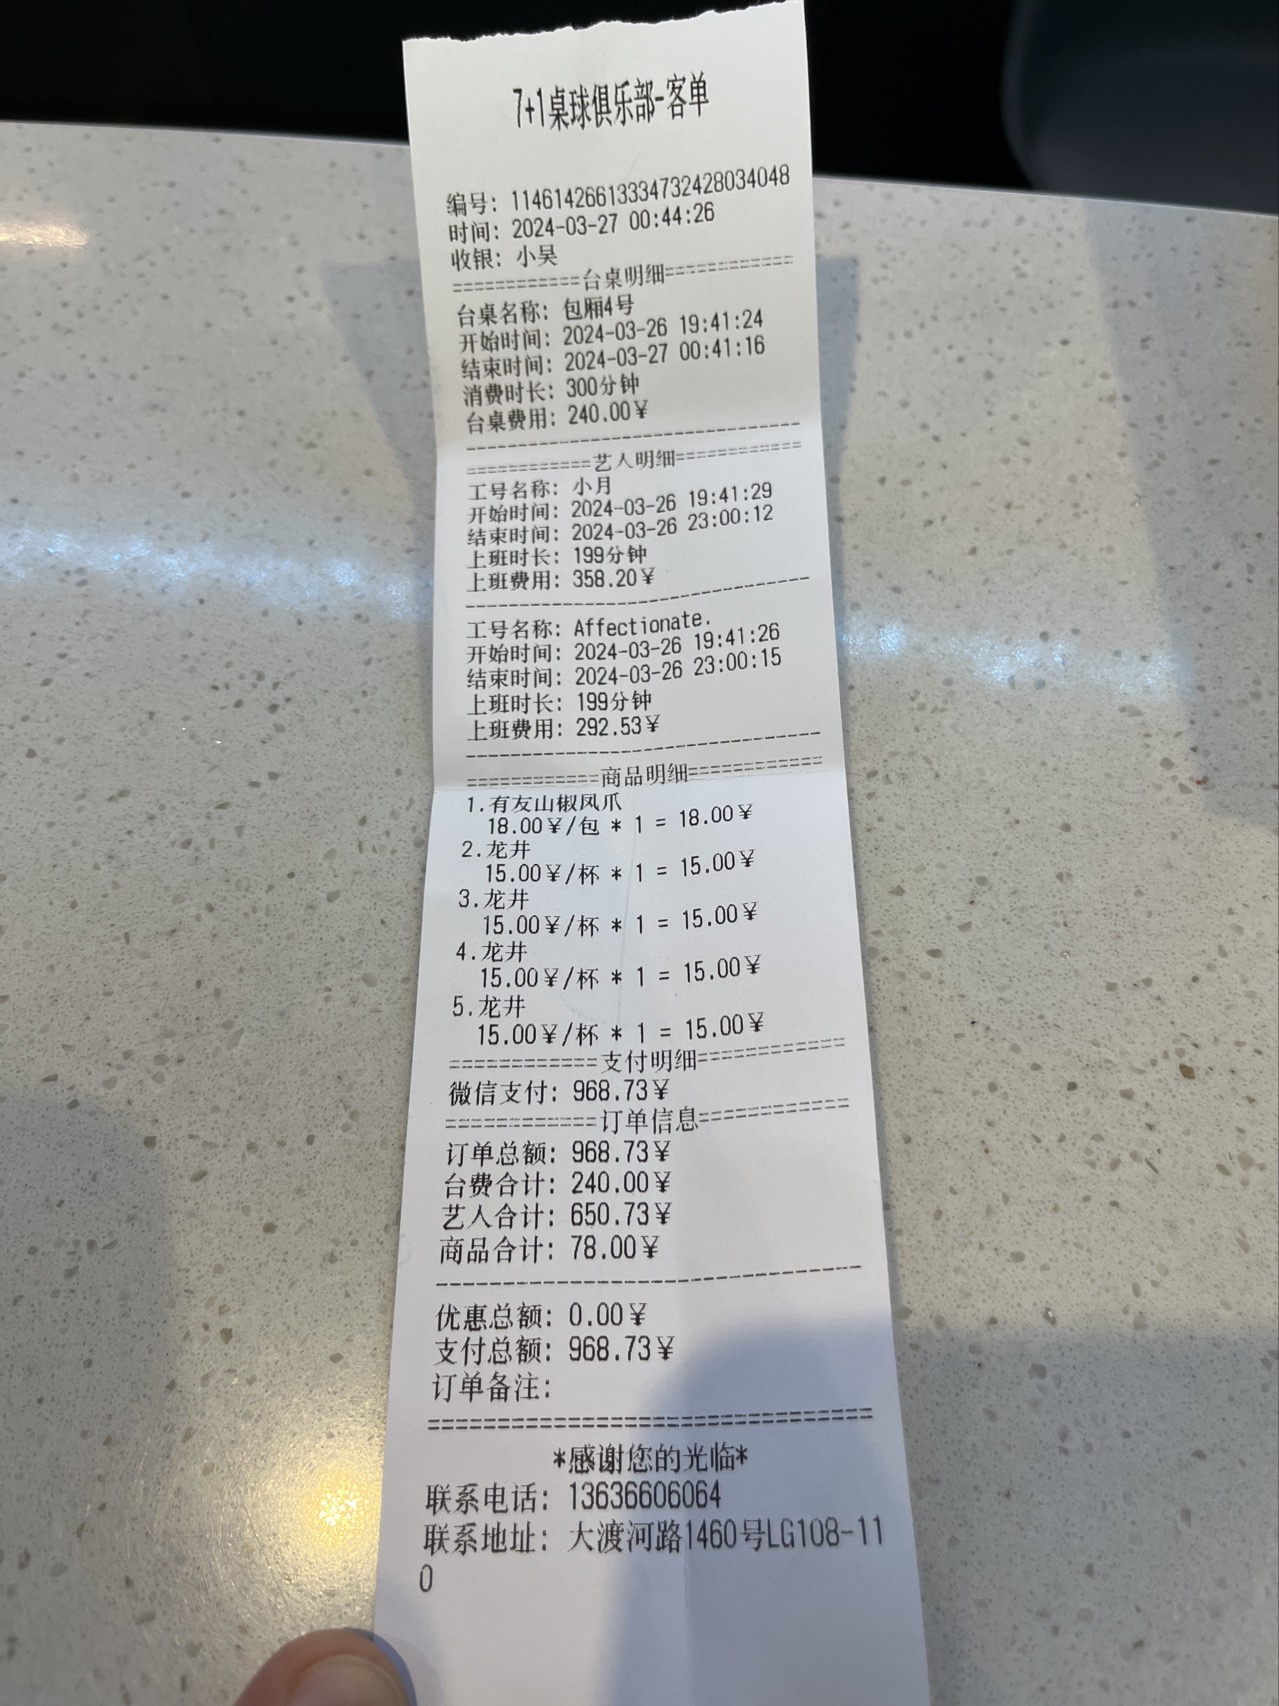 7+1桌球俱乐部-客单
编号: 11461426613334732428034048
时间: 2024-03-27 00:44:26
收银: 小吴
============台桌明细============
台桌名称: 包厢4号
开始时间: 2024-03-26 19:41:24
结束时间: 2024-03-27 00:41:16
消费时长: 300分钟
台桌费用: 240.00¥
--------------------------------
============艺人明细============
工号名称: 小月
开始时间: 2024-03-26 19:41:29
结束时间: 2024-03-26 23:00:12
上班时长: 199分钟
上班费用: 358.20¥
--------------------------------
工号名称: Affectionate.
开始时间: 2024-03-26 19:41:26
结束时间: 2024-03-26 23:00:15
上班时长: 199分钟
上班费用: 292.53¥
--------------------------------
============商品明细============
1.有友山椒凤爪
18.00¥/包 * 1 = 18.00¥
2.龙井
15.00¥/杯 * 1 = 15.00¥
3.龙井
15.00¥/杯 * 1 = 15.00¥
4.龙井
15.00¥/杯 * 1 = 15.00¥
5.龙井
15.00¥/杯 * 1 = 15.00¥
============支付明细============
微信支付: 968.73¥
============订单信息============
订单总额: 968.73¥
台费合计: 240.00¥
艺人合计: 650.73¥
商品合计: 78.00¥
--------------------------------
优惠总额: 0.00¥
支付总额: 968.73¥
订单备注:
================================
*感谢您的光临*
联系电话: 13636606064
联系地址: 大渡河路1460号LG108-11
0